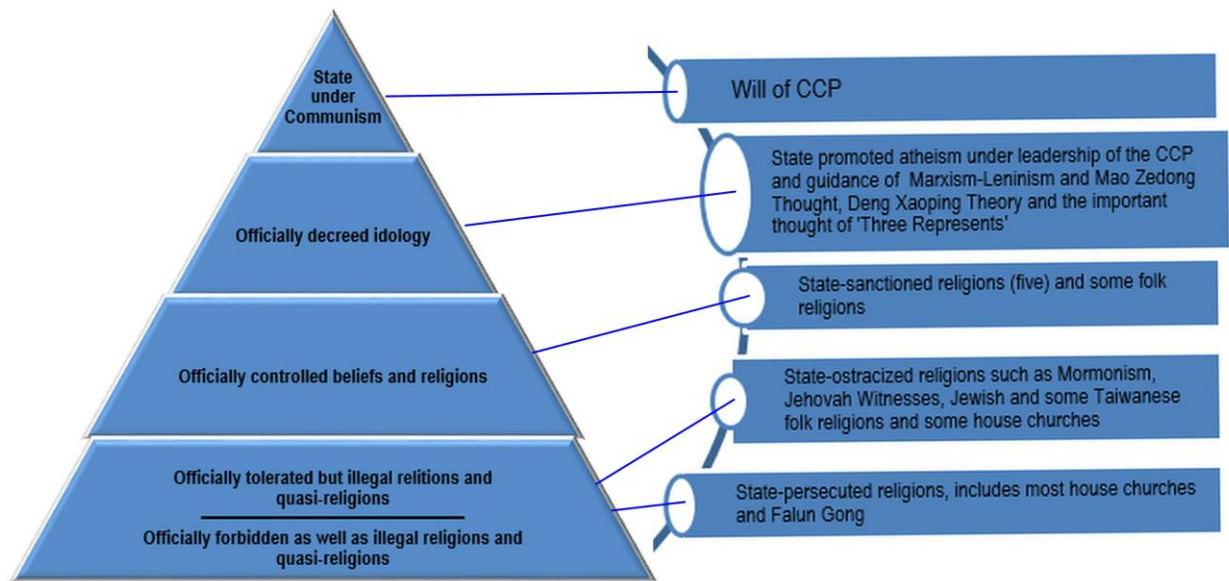 State
under
Communism
Officially decreed idology
Officially controlled beliefs and religions
Officially tolerated but illegal relitions and
quasi-religions
Officially forbidden as well as illegal religions and
quasi-religions
Will of CCP
State promoted atheism under leadership of the CCP
and guidance of Marxism-Leninism and Mao Zedong
Thought, Deng Xaoping Theory and the important
thought of 'Three Represents'
State-sanctioned religions (five) and some folk
religions
State-ostracized religions such as Mormonism,
Jehovah Witnesses, Jewish and some Taiwanese
folk religions and some house churches
State-persecuted religions, includes most house churches
and Falun Gong